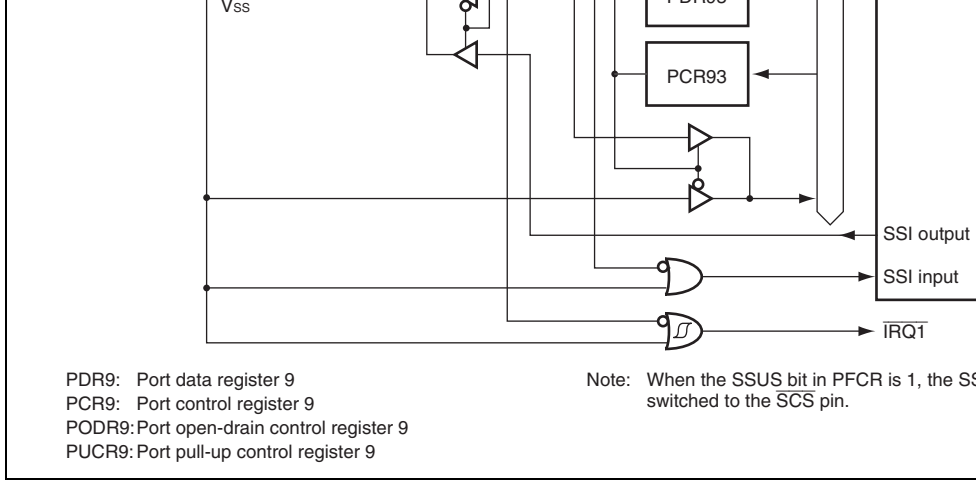 Vss
PCR93
SSI output
SSI input
IRQ1
PDR9: Port data register 9
PCR9: Port control register 9
PODR9: Port open-drain control register 9
PUCR9: Port pull-up control register 9
Note: When the SSUS bit in PFCR is 1, the
switched to the SCS pin.